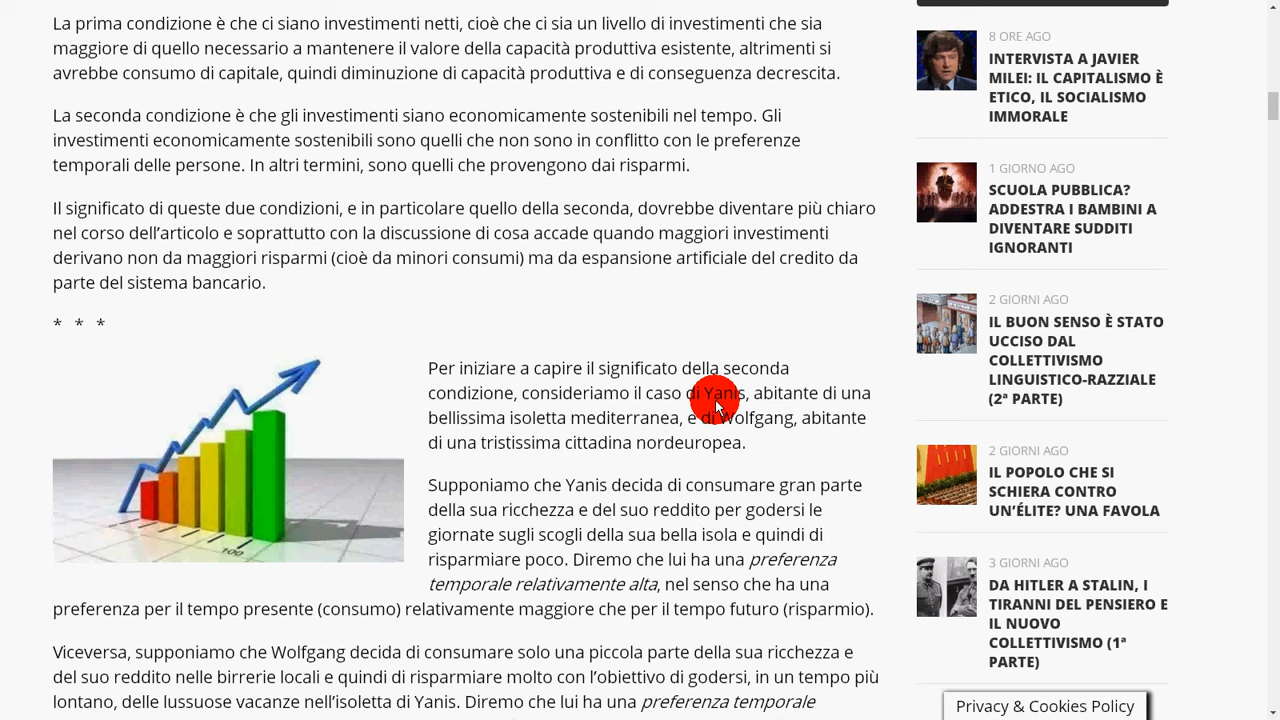 La prima condizione è che ci siano investimenti netti, cioè che ci sia un livello di investimenti che sia
maggiore di quello necessario a mantenere il valore della capacità produttiva esistente, altrimenti si
avrebbe consumo di capitale, quindi diminuzione di capacità produttiva e di conseguenza decrescita.
La seconda condizione è che gli investimenti siano economicamente sostenibili nel tempo. Gli
investimenti economicamente sostenibili sono quelli che non sono in conflitto con le preferenze
temporali delle persone. In altri termini, sono quelli che provengono dai risparmi.
Il significato di queste due condizioni, e in particolare quello della seconda, dovrebbe diventare più chiaro
nel corso dell'articolo e soprattutto con la discussione di cosa accade quando maggiori investimenti
derivano non da maggiori risparmi (cioè da minori consumi) ma da espansione artificiale del credito da
parte del sistema bancario.
* * *
Per iniziare a capire il significato della seconda
condizione, consideriamo il caso di Yanis, abitante di una
bellissima isoletta mediterranea, e di Wolfgang, abitante
di una tristissima cittadina nordeuropea.
Supponiamo che Yanis decida di consumare gran parte
della sua ricchezza e del suo reddito per godersi le
giornate sugli scogli della sua bella isola e quindi di
risparmiare poco. Diremo che lui ha una preferenza
temporale relativamente alta, nel senso che ha una
preferenza per il tempo presente (consumo) relativamente maggiore che per il tempo futuro (risparmio).
Viceversa, supponiamo che Wolfgang decida di consumare solo una piccola parte della sua ricchezza e
del suo reddito nelle birrerie locali e quindi di risparmiare molto con l'obiettivo di godersi, in un tempo più
lontano, delle lussuose vacanze nell'isoletta di Yanis. Diremo che lui ha una preferenza temporale
100
8 ORE AGO
INTERVISTA A JAVIER
MILEI: IL CAPITALISMO È
ETICO, IL SOCIALISMO
IMMORALE
1 GIORNO AGO
SCUOLA PUBBLICA?
ADDESTRA I BAMBINI A
DIVENTARE SUDDITI
IGNORANTI
2 GIORNI AGO
IL BUON SENSO È STATO
UCCISO DAL
COLLETTIVISMO
LINGUISTICO-RAZZIALE
(2ª PARTE)
2 GIORNI AGO
IL POPOLO CHE SI
SCHIERA CONTRO
UN'ÉLITE? UNA FAVOLA
3 GIORNI AGO
DA HITLER A STALIN, I
TIRANNI DEL PENSIERO E
IL NUOVO
COLLETTIVISMO (1ª
PARTE)
Privacy & Cookies Policy